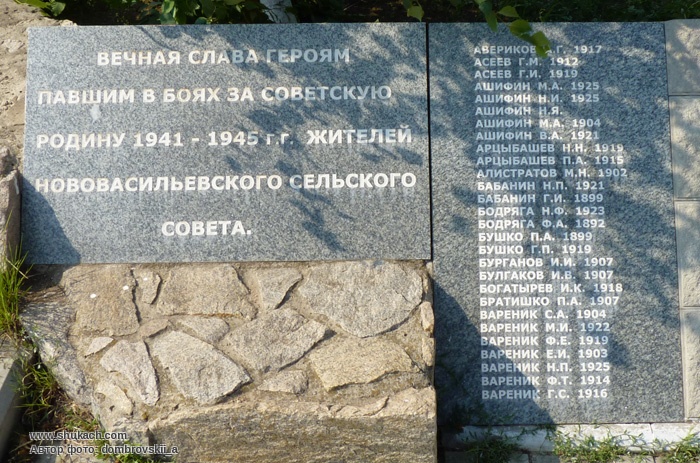 ВЕЧНАЯ СЛАВА ГЕРОЯМ
ПАВШИМ В БОЯХ ЗА СОВЕТСКУЮ
РОДИНУ 1941 - 1945 г.г. ЖИТЕЛЕЙ
НОВОВАСИЛЬЕВСКОГО СЕЛЬСКОГО
СОВЕТА.
АВЕРИКОВ А.Г. 1917
АСЕЕВ Г.М. 1912
АСЕЕВ Г.И. 1919
АШИФИН М.А. 1925
АШИФИН Н.И. 1925
АШИФИН Н.Я.
АШИФИН М.А. 1904
АШИФИН В.А. 1921
АРЦЫБАШЕВ Н.Н. 1919
АРЦЫБАШЕВ П.А. 1915
АЛИСТРАТОВ М.Н. 1902
БАБАНИН Н.П. 1921
БАБАНИН Г.И. 1899
БОДРЯГА Н.Ф. 1923
БОДРЯГА Ф.А. 1892
БУШКО П.А. 1899
БУШКО Г.П. 1919
БУРГАНОВ И.И. 1907
БУЛГАКОВ И.В. 1907
БОГАТЫРЕВ И.К. 1918
БРАТИШКО П.А. 1907
ВАРЕНИК С.А. 1904
ВАРЕНИК М.И. 1922
ВАРЕНИК Ф.Е. 1919
ВАРЕНИК Е.И. 1903
ВАРЕНИК Н.П. 1925
ВАРЕНИК Ф.Т. 1914
ВАРЕНИК Г.С. 1916
www.shukach.com
Автор фото: dombrovskii_a